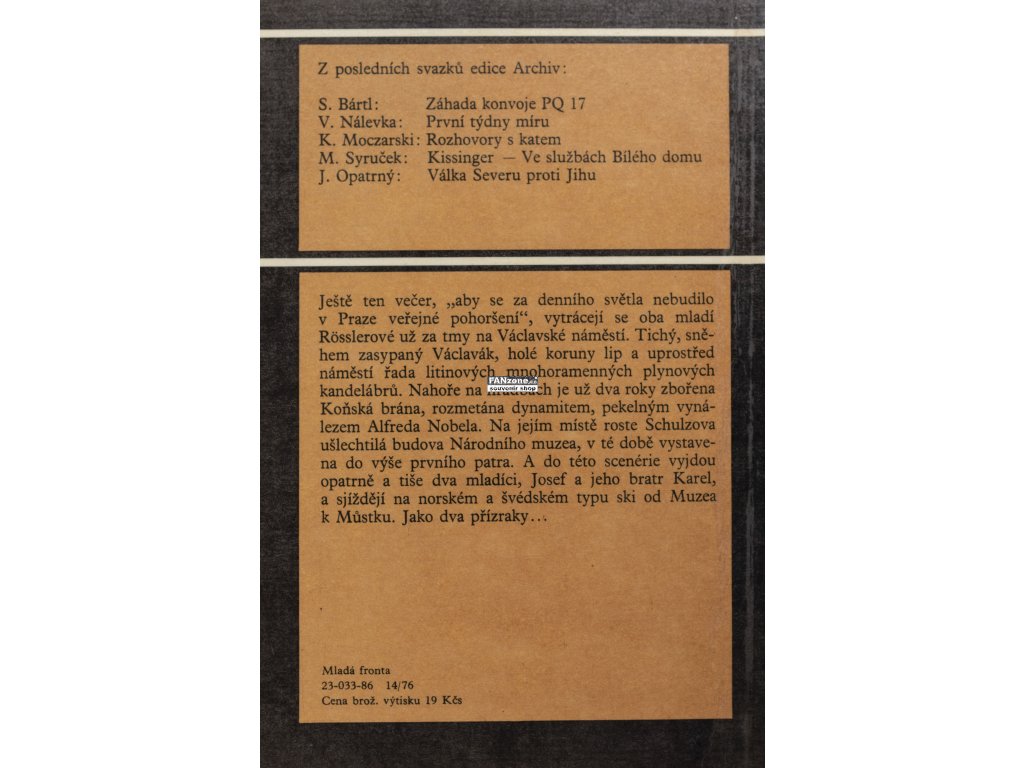 Z posledních svazků edice Archiv:
S. Bártl: Záhada konvoje PQ 17
V. Nálevka: První týdny míru
K. Moczarski: Rozhovory s katem
M. Syruček: Kissinger — Ve službách Bílého domu
J. Opatrný: Válka Severu proti Jihu
Ještě ten večer, „aby se za denního světla nebudilo
v Praze veřejné pohoršení“, vytrácejí se oba mladí
Rösslerové už za tmy na Václavské náměstí. Tichý, sně-
hem zasypaný Václavák, holé koruny lip a uprostřed
náměstí řada litinových mnohoramenných plynových
FANzone.cz
souvenir shop
kandelábrů. Nahoře na hradbách je už dva roky zbořena
Koňská brána, rozmetána dynamitem, pekelným vyná-
lezem Alfreda Nobela. Na jejím místě roste Schulzova
ušlechtilá budova Národního muzea, v té době vystave-
na do výše prvního patra. A do této scenérie vyjdou
opatrně a tiše dva mladíci, Josef a jeho bratr Karel,
a sjíždějí na norském a švédském typu ski od Muzea
k Můstku. Jako dva přízraky...
Mladá fronta
23-033-86 14/76
Cena brož. výtisku 19 Kčs